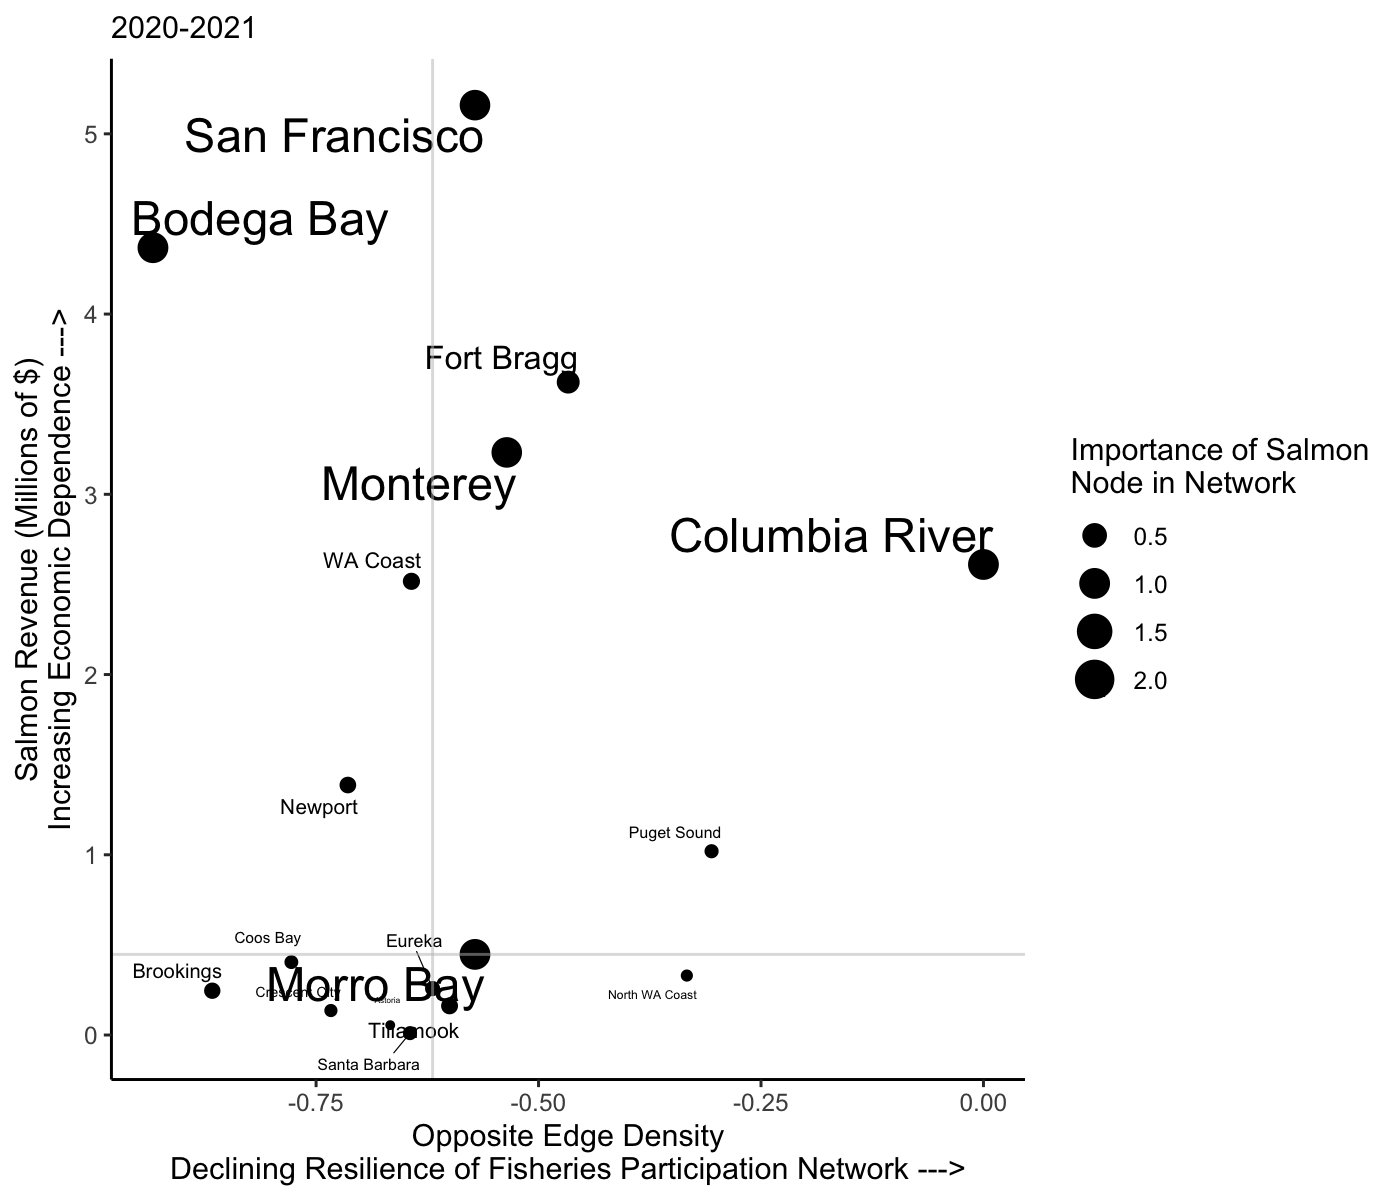 2020-2021
5
San Francisco
Bodega Bay
4
Fort Bragg
Monterey
3
Columbia River
WA Coast
2
Newport
Puget Sound
1
Coos Bay
Eureka
Brookings
Morro Bay
Crescent City
Astoria
North WA Coast
Tillamook
0
Santa Barbara
-0.75
-0.50
-0.25
0.00
Opposite Edge Density
Declining Resilience of Fisheries Participation Network --->
Salmon Revenue (Millions of $)
Increasing Economic Dependence --->
Importance of Salmon
Node in Network
0.5
1.0
1.5
2.0